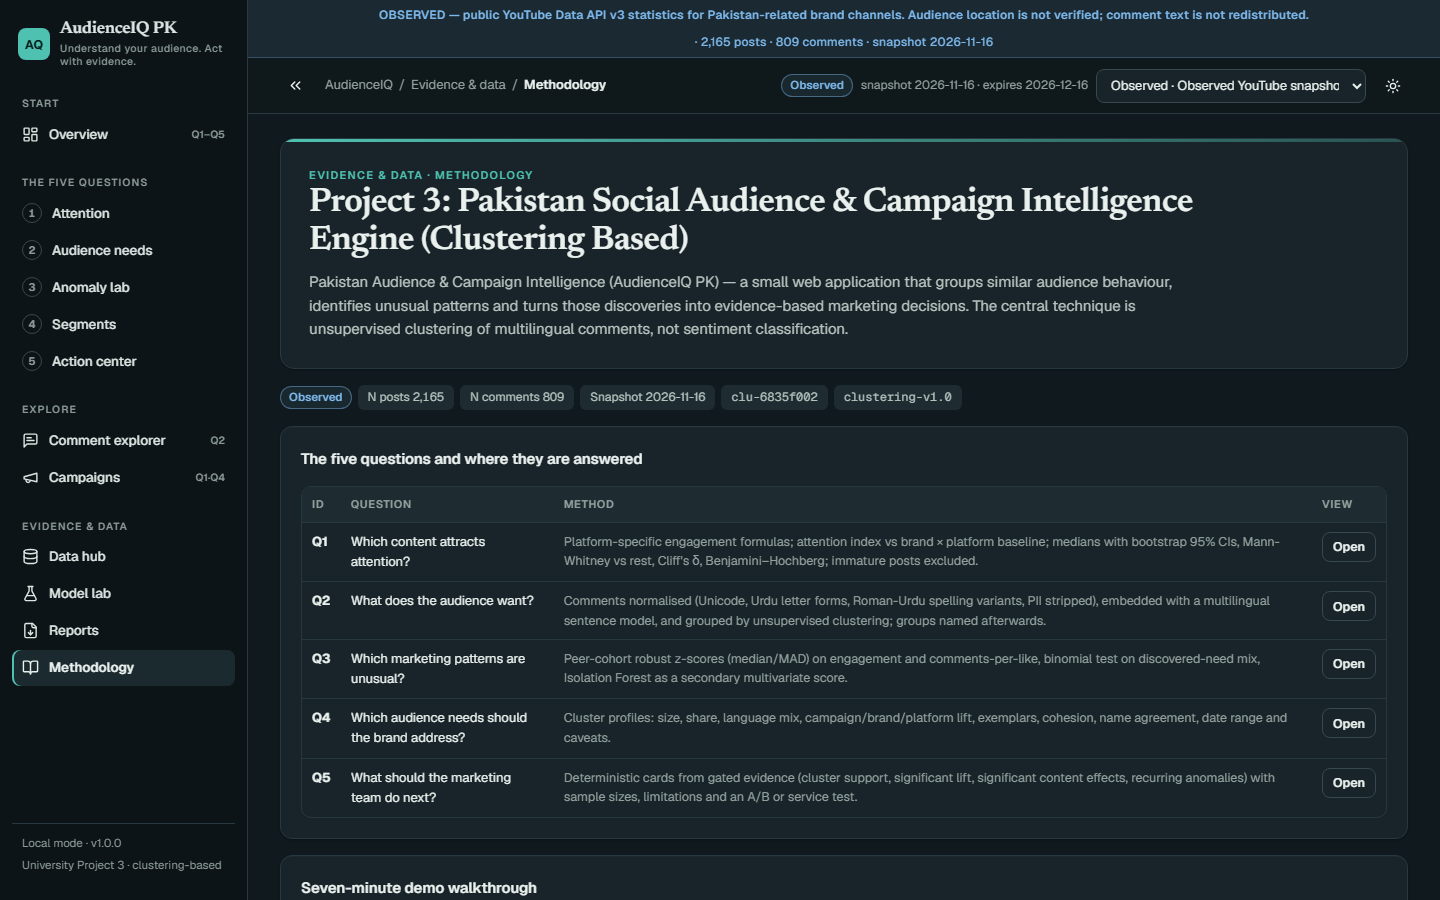 AQ
AudienceIQ PK
Understand your audience. Act
with evidence.
START
Overview Q1–Q5
THE FIVE QUESTIONS
1 Attention
2 Audience needs
3 Anomaly lab
4 Segments
5 Action center
EXPLORE
Comment explorer Q2
Campaigns Q1-Q4
EVIDENCE & DATA
Data hub
Model lab
Reports
Methodology
Local mode · v1.0.0
University Project 3 · clustering-based
OBSERVED — public YouTube Data API v3 statistics for Pakistan-related brand channels. Audience location is not verified; comment text is not redistributed.
· 2,165 posts · 809 comments · snapshot 2026-11-16
« AudienceIQ / Evidence & data / Methodology
Observed snapshot 2026-11-16 · expires 2026-12-16 Observed · Observed YouTube snapsho
EVIDENCE & DATA · METHODOLOGY
Project 3: Pakistan Social Audience & Campaign Intelligence
Engine (Clustering Based)
Pakistan Audience & Campaign Intelligence (AudienceIQ PK) — a small web application that groups similar audience behaviour,
identifies unusual patterns and turns those discoveries into evidence-based marketing decisions. The central technique is
unsupervised clustering of multilingual comments, not sentiment classification.
Observed N posts 2,165 N comments 809 Snapshot 2026-11-16 clu-6835f002 clustering-v1.0
The five questions and where they are answered
ID QUESTION METHOD VIEW
Q1 Which content attracts
attention?
Platform-specific engagement formulas; attention index vs brand × platform baseline; medians with bootstrap 95% CIs, Mann-
Whitney vs rest, Cliff's δ, Benjamini–Hochberg; immature posts excluded.
Open
Q2 What does the audience want?
Comments normalised (Unicode, Urdu letter forms, Roman-Urdu spelling variants, PII stripped), embedded with a multilingual
sentence model, and grouped by unsupervised clustering; groups named afterwards.
Open
Q3 Which marketing patterns are
unusual?
Peer-cohort robust z-scores (median/MAD) on engagement and comments-per-like, binomial test on discovered-need mix,
Isolation Forest as a secondary multivariate score.
Open
Q4 Which audience needs should
the brand address?
Cluster profiles: size, share, language mix, campaign/brand/platform lift, exemplars, cohesion, name agreement, date range and
caveats.
Open
Q5 What should the marketing
team do next?
Deterministic cards from gated evidence (cluster support, significant lift, significant content effects, recurring anomalies) with
sample sizes, limitations and an A/B or service test.
Open
Seven-minute demo walkthrough